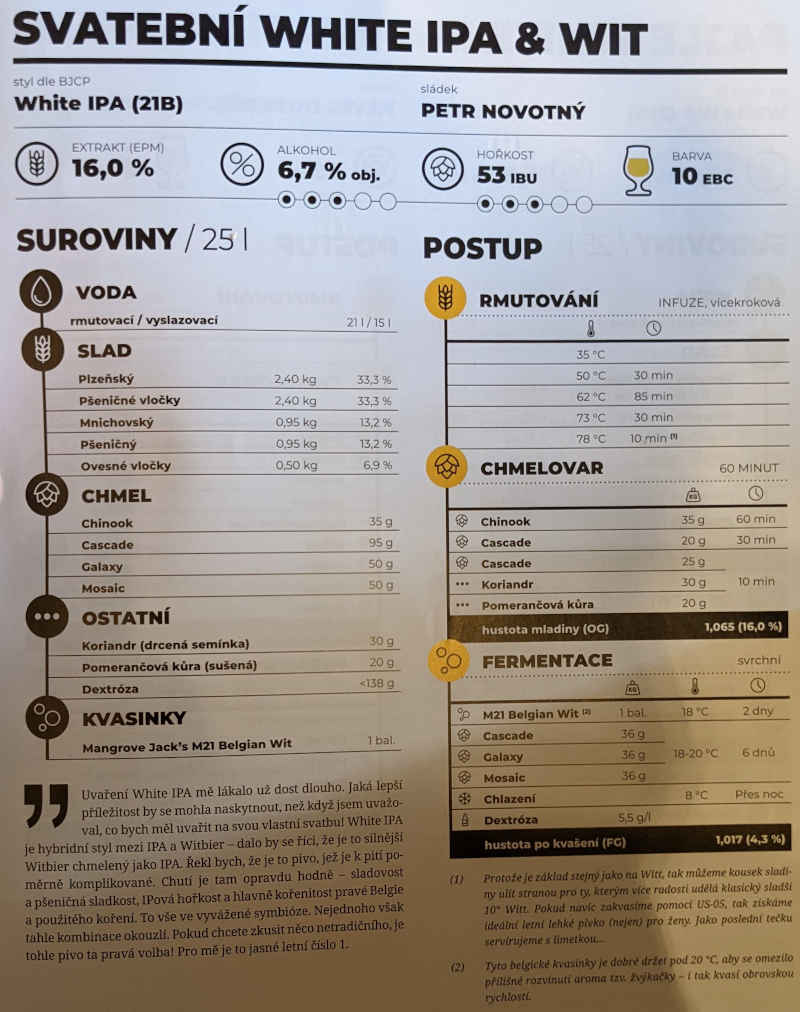 SVATEBNÍ WHITE IPA & WIT
styl dle BJCP
White IPA (21B)
sládek
PETR NOVOTNÝ
EXTRAKT (EPM)
16,0 %
ALKOHOL
6,7 % obj.
HOŘKOST
53 IBU
BARVA
10 EBC
SUROVINY / 25 l
VODA
rmutovací / vyslazovací 21 l / 15 l
SLAD
Plzeňský 2,40 kg 33,3 %
Pšeničné vločky 2,40 kg 33,3 %
Mnichovský 0,95 kg 13,2 %
Pšeničný 0,95 kg 13,2 %
Ovesné vločky 0,50 kg 6,9 %
CHMEL
Chinook 35 g
Cascade 95 g
Galaxy 50 g
Mosaic 50 g
OSTATNÍ
Koriandr (drcená semínka) 30 g
Pomerančová kůra (sušená) 20 g
Dextróza <138 g
KVASINKY
Mangrove Jack's M21 Belgian Wit 1 bal.
Uvaření White IPA mě lákalo už dost dlouho. Jaká lepší
příležitost by se mohla naskytnout, než když jsem uvažo-
val, co bych měl uvařit na svou vlastní svatbu! White IPA
je hybridní styl mezi IPA a Witbier – dalo by se říci, že je to silnější
Witbier chmelený jako IPA. Řekl bych, že je to pivo, jež je k pití po-
měrně komplikované. Chutí je tam opravdu hodně – sladovost
a pšeničná sladkost, IPová hořkost a hlavně kořenitost pravé Belgie
a použitého koření. To vše ve vyvážené symbióze. Nejednoho však
tahle kombinace okouzlí. Pokud chcete zkusit něco netradičního, je
tohle pivo ta pravá volba! Pro mě je to jasné letní číslo 1.
POSTUP
RMUTOVÁNÍ INFUZE, vícekroková
35 °C
50 °C 30 min
62 °C 85 min
73 °C 30 min
78 °C 10 min (1)
CHMELOVAR 60 MINUT
KG
Chinook 35 g 60 min
Cascade 20 g 30 min
Cascade 25 g
Koriandr 30 g 10 min
Pomerančová kůra 20 g
hustota mladiny (OG) 1,065 (16,0 %)
FERMENTACE svrchní
KG
M21 Belgian Wit (2) 1 bal. 18 °C 2 dny
Cascade 36 g
Galaxy 36 g 18-20 °C 6 dnů
Mosaic 36 g
Chlazení 8 °C Přes noc
Dextróza 5,5 g/l
hustota po kvašení (FG) 1,017 (4,3 %)
(1) Protože je základ stejný jako na Witt, tak můžeme kousek sladi-
ny ulít stranou pro ty, kterým více radosti udělá klasický sladší
10° Witt. Pokud navíc zakvasíme pomocí US-05, tak získáme
ideální letní lehké pivko (nejen) pro ženy. Jako poslední tečku
servírujeme s limetkou...
(2) Tyto belgické kvasinky je dobré držet pod 20 °C, aby se omezilo
přílišné rozvinutí aroma tzv. žvýkačky – i tak kvasí obrovskou
rychlostí.